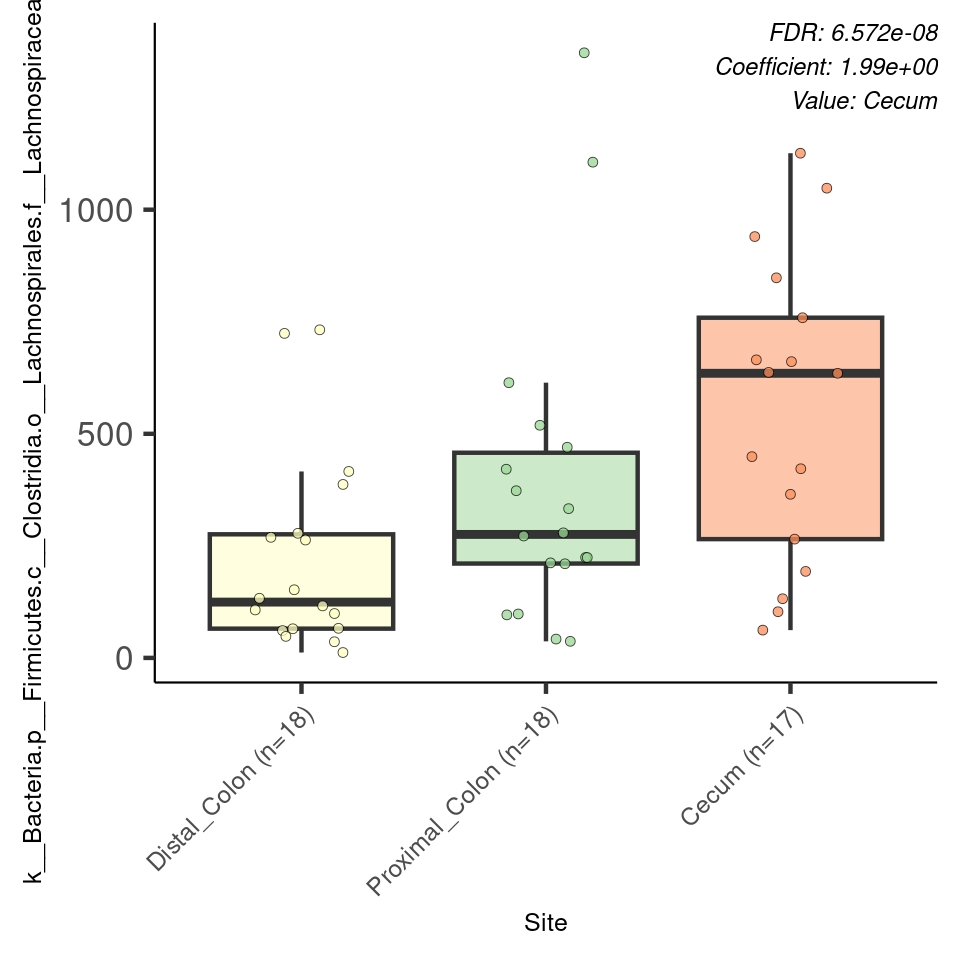 FDR: 6.572e-08
Coefficient: 1.99e+00
Value: Cecum
k__Bacteria.p__Firmicutes.c__Clostridia.o__Lachnospirales.f__Lachnospiracea
1000
500
0
Distal_Colon (n=18)
Proximal_Colon (n=18)
Cecum (n=17)
Site